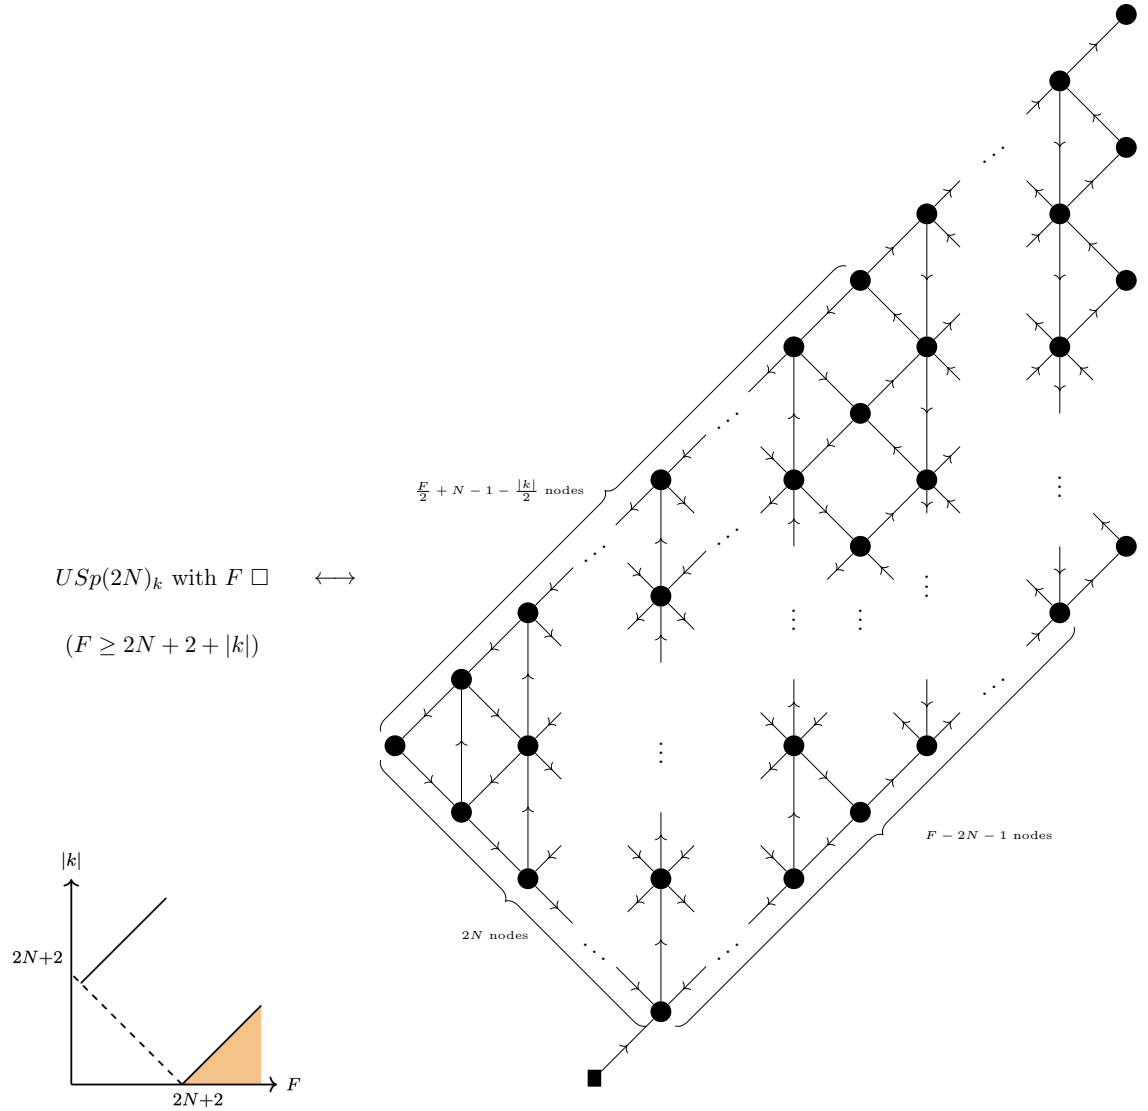 F/2 + N − 1 − |k|/2 nodes
USp(2N)_k with F □ ⟷
(F ≥ 2N + 2 + |k|)
F − 2N − 1 nodes
|k|
2N nodes
2N+2
F
2N+2